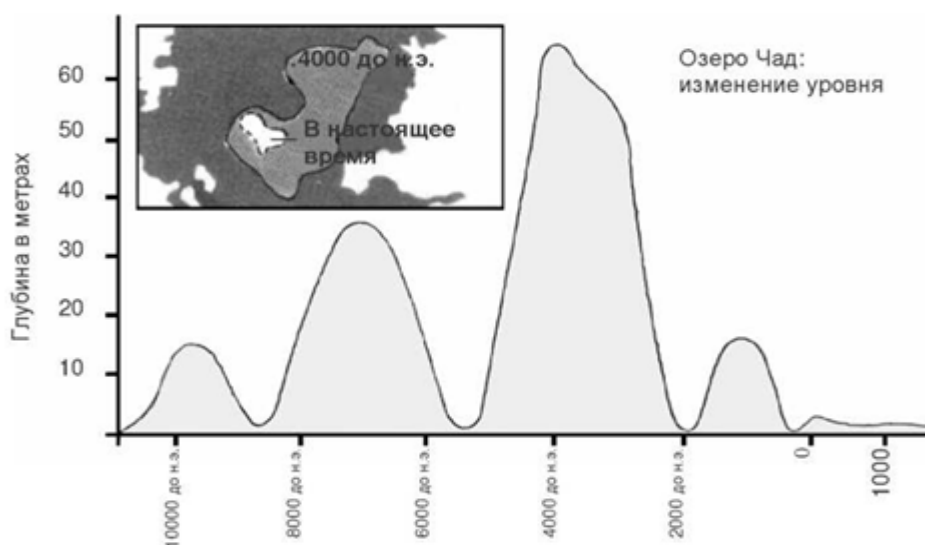 .4000 до н.э.
В настоящее
время
Озеро Чад:
изменение уровня
Глубина в метрах
60
50
40
30
20
10
10000 до н.э.
8000 до н.э.
6000 до н.э.
4000 до н.э.
2000 до н.э.
0
1000